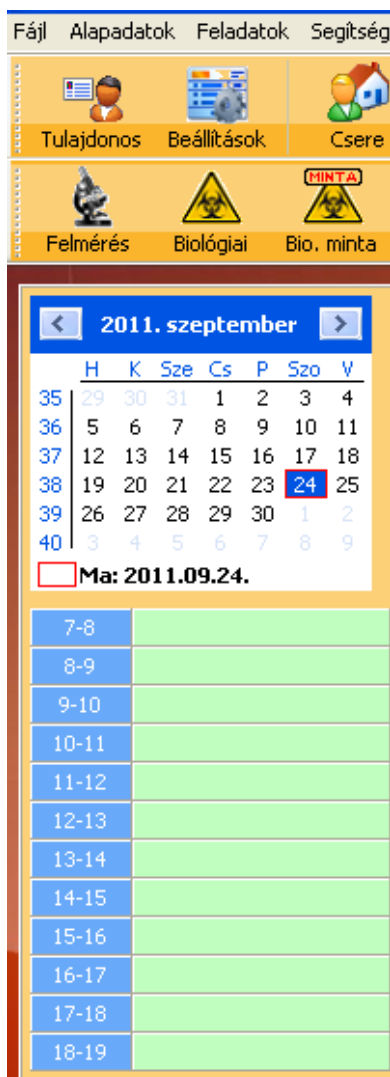 Fájl Alapadatok Feladatok Segítség
Tulajdonos Beállítások Csere
MINTA
Felmérés Biológiai Bio. minta
2011. szeptember
H K Sze Cs P Szo V
35 29 30 31 1 2 3 4
36 5 6 7 8 9 10 11
37 12 13 14 15 16 17 18
38 19 20 21 22 23 24 25
39 26 27 28 29 30 1 2
40 3 4 5 6 7 8 9
Ma: 2011.09.24.
7-8
8-9
9-10
10-11
11-12
12-13
13-14
14-15
15-16
16-17
17-18
18-19